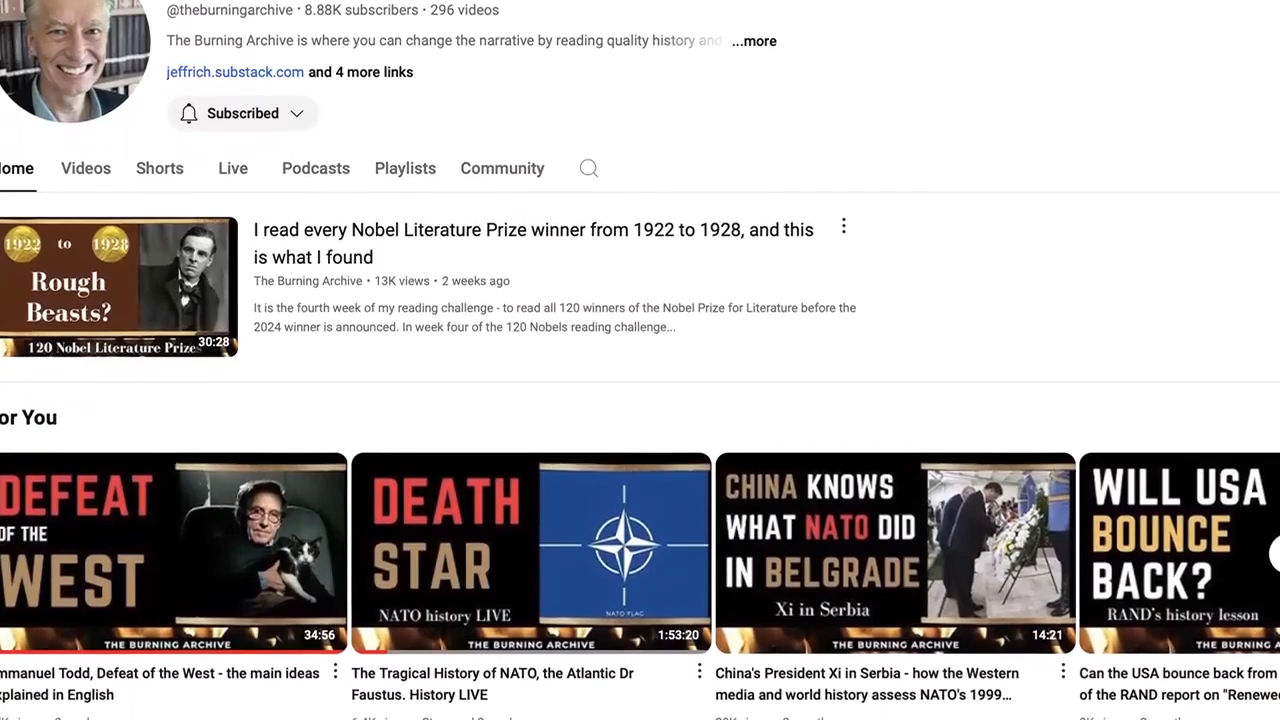 @theburningarchive • 8.88K subscribers • 296 videos
The Burning Archive is where you can change the narrative by reading quality history and ...more
jeffrich.substack.com and 4 more links
Subscribed
ome Videos Shorts Live Podcasts Playlists Community
1922 to 1928
Rough
Beasts?
120 Nobel Literature Prizes
30:28
I read every Nobel Literature Prize winner from 1922 to 1928, and this
is what I found
The Burning Archive • 13K views • 2 weeks ago
It is the fourth week of my reading challenge - to read all 120 winners of the Nobel Prize for Literature before the
2024 winner is announced. In week four of the 120 Nobels reading challenge...
or You
DEFEAT
OF THE
WEST
THE BURNING ARCHIVE
34:56
mmanuel Todd, Defeat of the West - the main ideas
xplained in English
DEATH
STAR
NATO history LIVE
NATO FLAG
THE BURNING ARCHIVE
1:53:20
The Tragical History of NATO, the Atlantic Dr
Faustus. History LIVE
CHINA KNOWS
WHAT NATO DID
IN BELGRADE
Xi in Serbia
THE BURNING ARCHIVE
14:21
China's President Xi in Serbia - how the Western
media and world history assess NATO's 1999...
WILL USA
BOUNCE
BACK?
RAND's history lesson
THE BURNING A
Can the USA bounce back from
of the RAND report on "Renewe